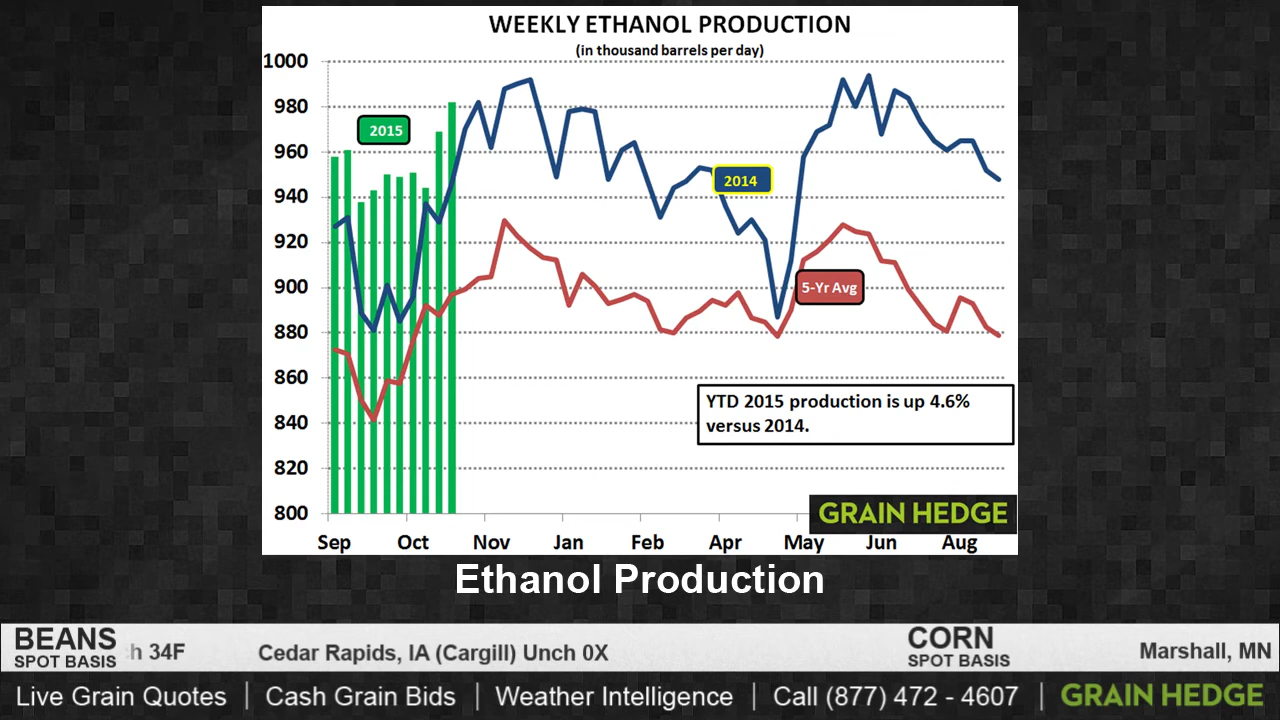 WEEKLY ETHANOL PRODUCTION
(in thousand barrels per day)
1000
980
960
940
920
900
880
860
840
820
800
2015
2014
5-Yr Avg
YTD 2015 production is up 4.6%
versus 2014.
GRAIN HEDGE
Sep Oct Nov Jan Feb Apr May Jun Aug
Ethanol Production
BEANS
SPOT BASIS
h 34F Cedar Rapids, IA (Cargill) Unch 0X
CORN
SPOT BASIS
Marshall, MN
Live Grain Quotes | Cash Grain Bids | Weather Intelligence | Call (877) 472 - 4607 | GRAIN HEDGE